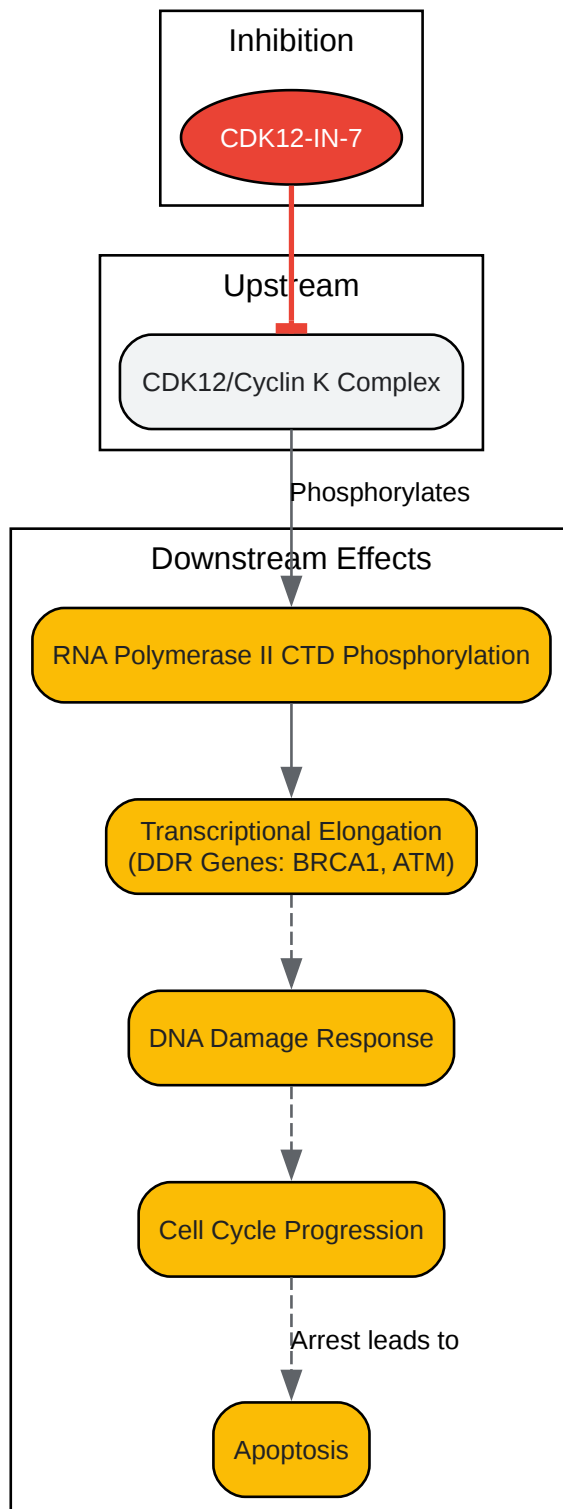 Inhibition
CDK12-IN-7
Upstream
CDK12/Cyclin K Complex
Phosphorylates
Downstream Effects
RNA Polymerase II CTD Phosphorylation
Transcriptional Elongation
(DDR Genes: BRCA1, ATM)
DNA Damage Response
Cell Cycle Progression
Arrest leads to
Apoptosis